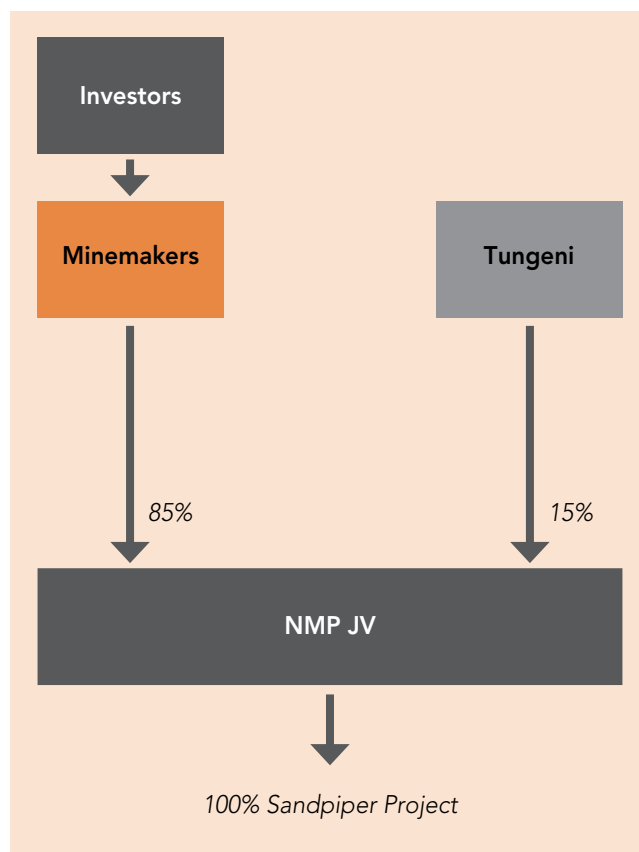 Investors
Minemakers
Tungeni
85%
15%
NMP JV
100% Sandpiper Project